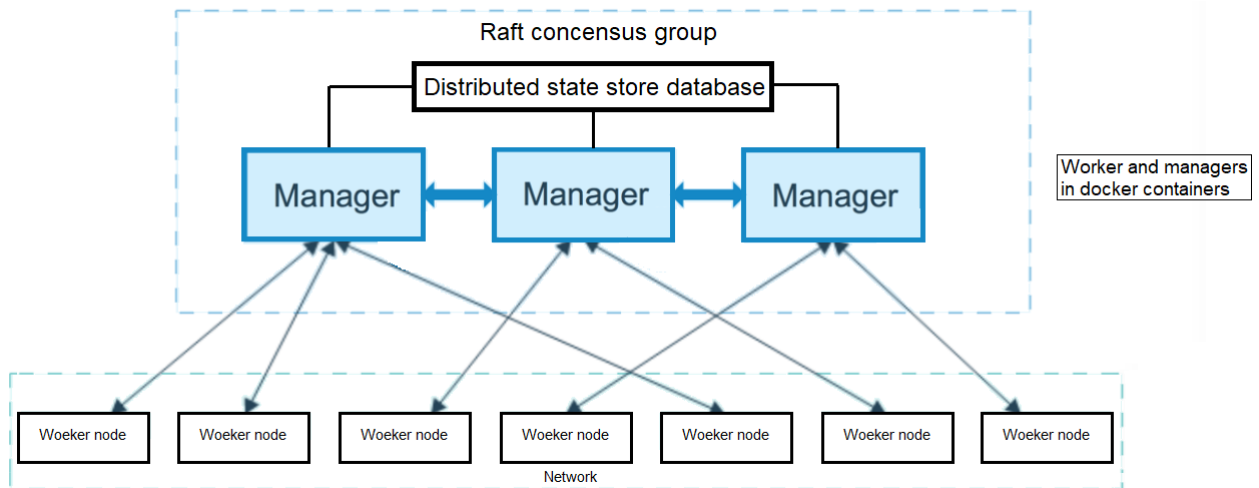 Raft concensus group
Distributed state store database
Manager
Manager
Manager
Worker and managers
in docker containers
Woeker node
Woeker node
Woeker node
Woeker node
Woeker node
Woeker node
Woeker node
Network